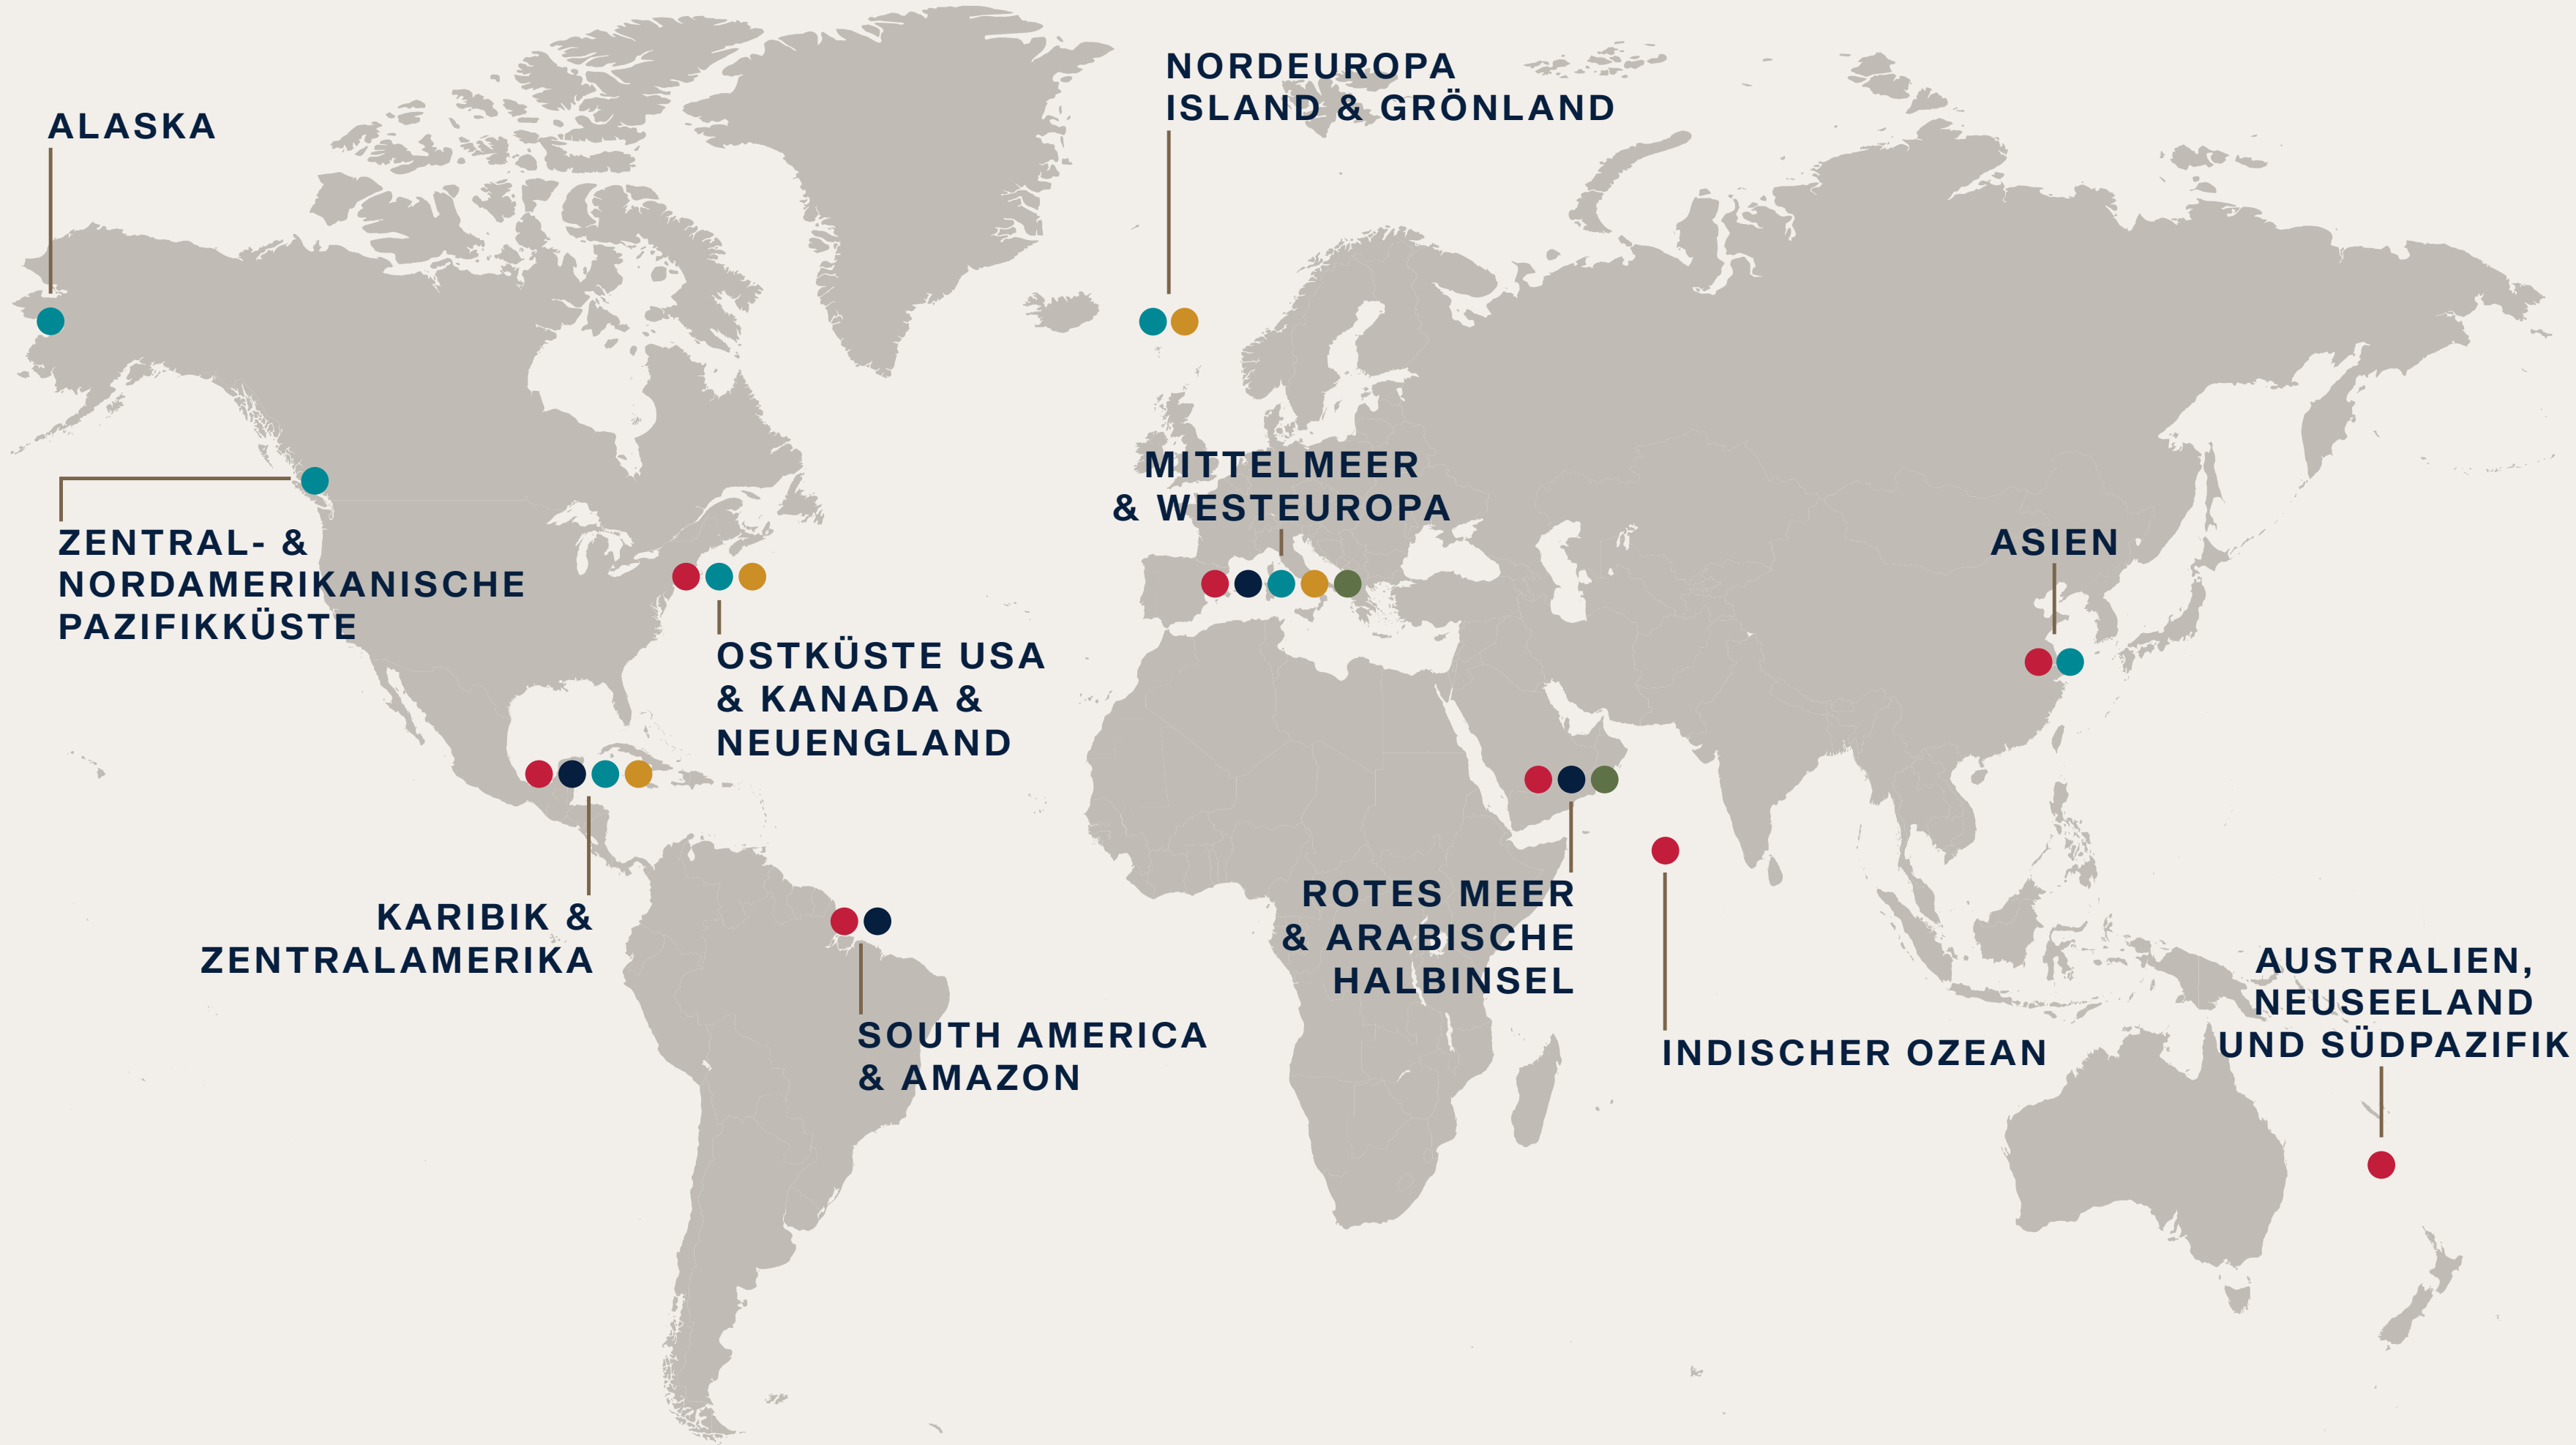 NORDEUROPA
ISLAND & GRÖNLAND
ALASKA
MITTELMEER
& WESTEUROPA
ZENTRAL- &
NORDAMERIKANISCHE
PAZIFIKKÜSTE
ASIEN
OSTKÜSTE USA
& KANADA &
NEUENGLAND
KARIBIK &
ZENTRALAMERIKA
ROTES MEER
& ARABISCHE
HALBINSEL
SOUTH AMERICA
& AMAZON
INDISCHER OZEAN
AUSTRALIEN,
NEUSEELAND
UND SÜDPAZIFIK